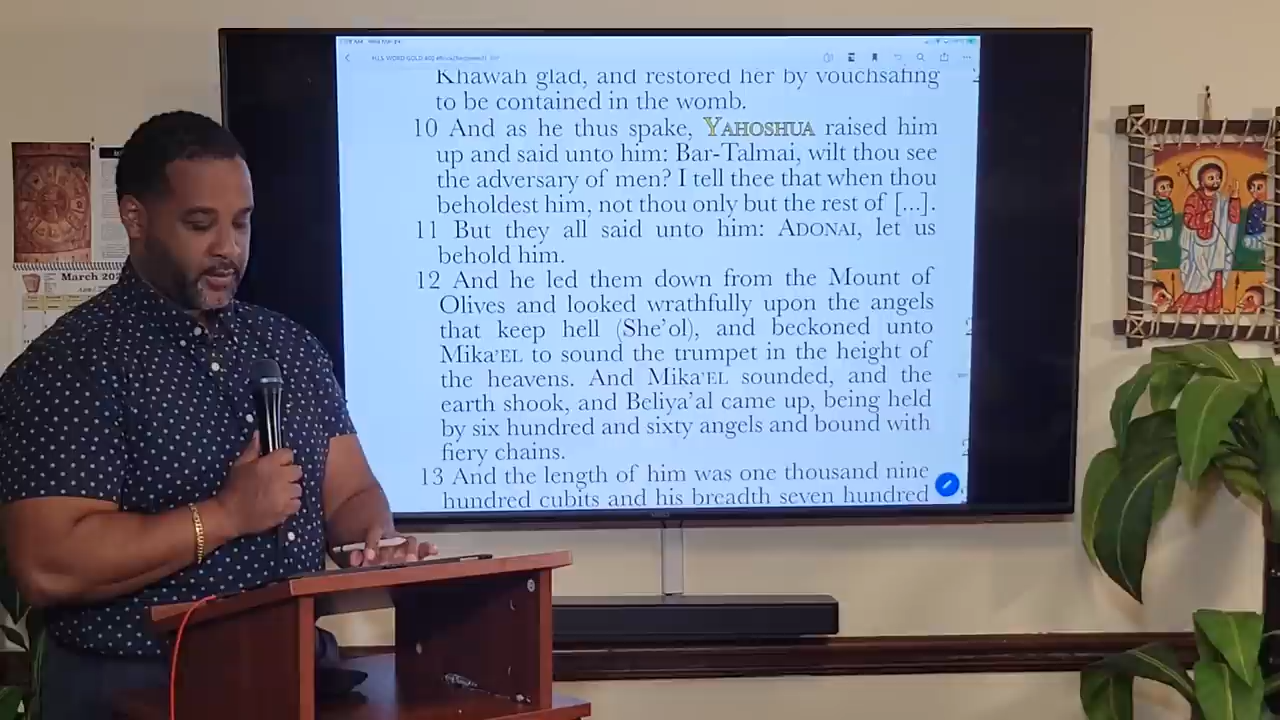 H.I.S. WORD GOLD
Khawah glad, and restored her by vouchsafing
to be contained in the womb.
10 And as he thus spake, YAHOSHUA raised him
up and said unto him: Bar-Talmai, wilt thou see
the adversary of men? I tell thee that when thou
beholdest him, not thou only but the rest of [...].
11 But they all said unto him: ADONAI, let us
behold him.
12 And he led them down from the Mount of
Olives and looked wrathfully upon the angels
that keep hell (She'ol), and beckoned unto
Mika'EL to sound the trumpet in the height of
the heavens. And Mika'EL sounded, and the
earth shook, and Beliya'al came up, being held
by six hundred and sixty angels and bound with
fiery chains.
13 And the length of him was one thousand nine
hundred cubits and his breadth seven hundred
March